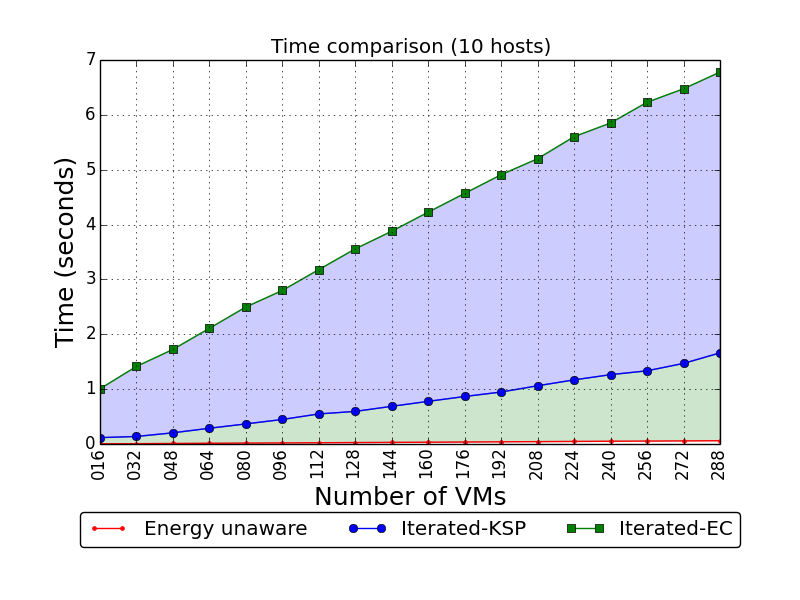 Time comparison (10 hosts)
7
6
5
4
3
2
1
0
Time (seconds)
016 032 048 064 080 096 112 128 144 160 176 192 208 224 240 256 272 288
Number of VMs
Energy unaware Iterated-KSP Iterated-EC